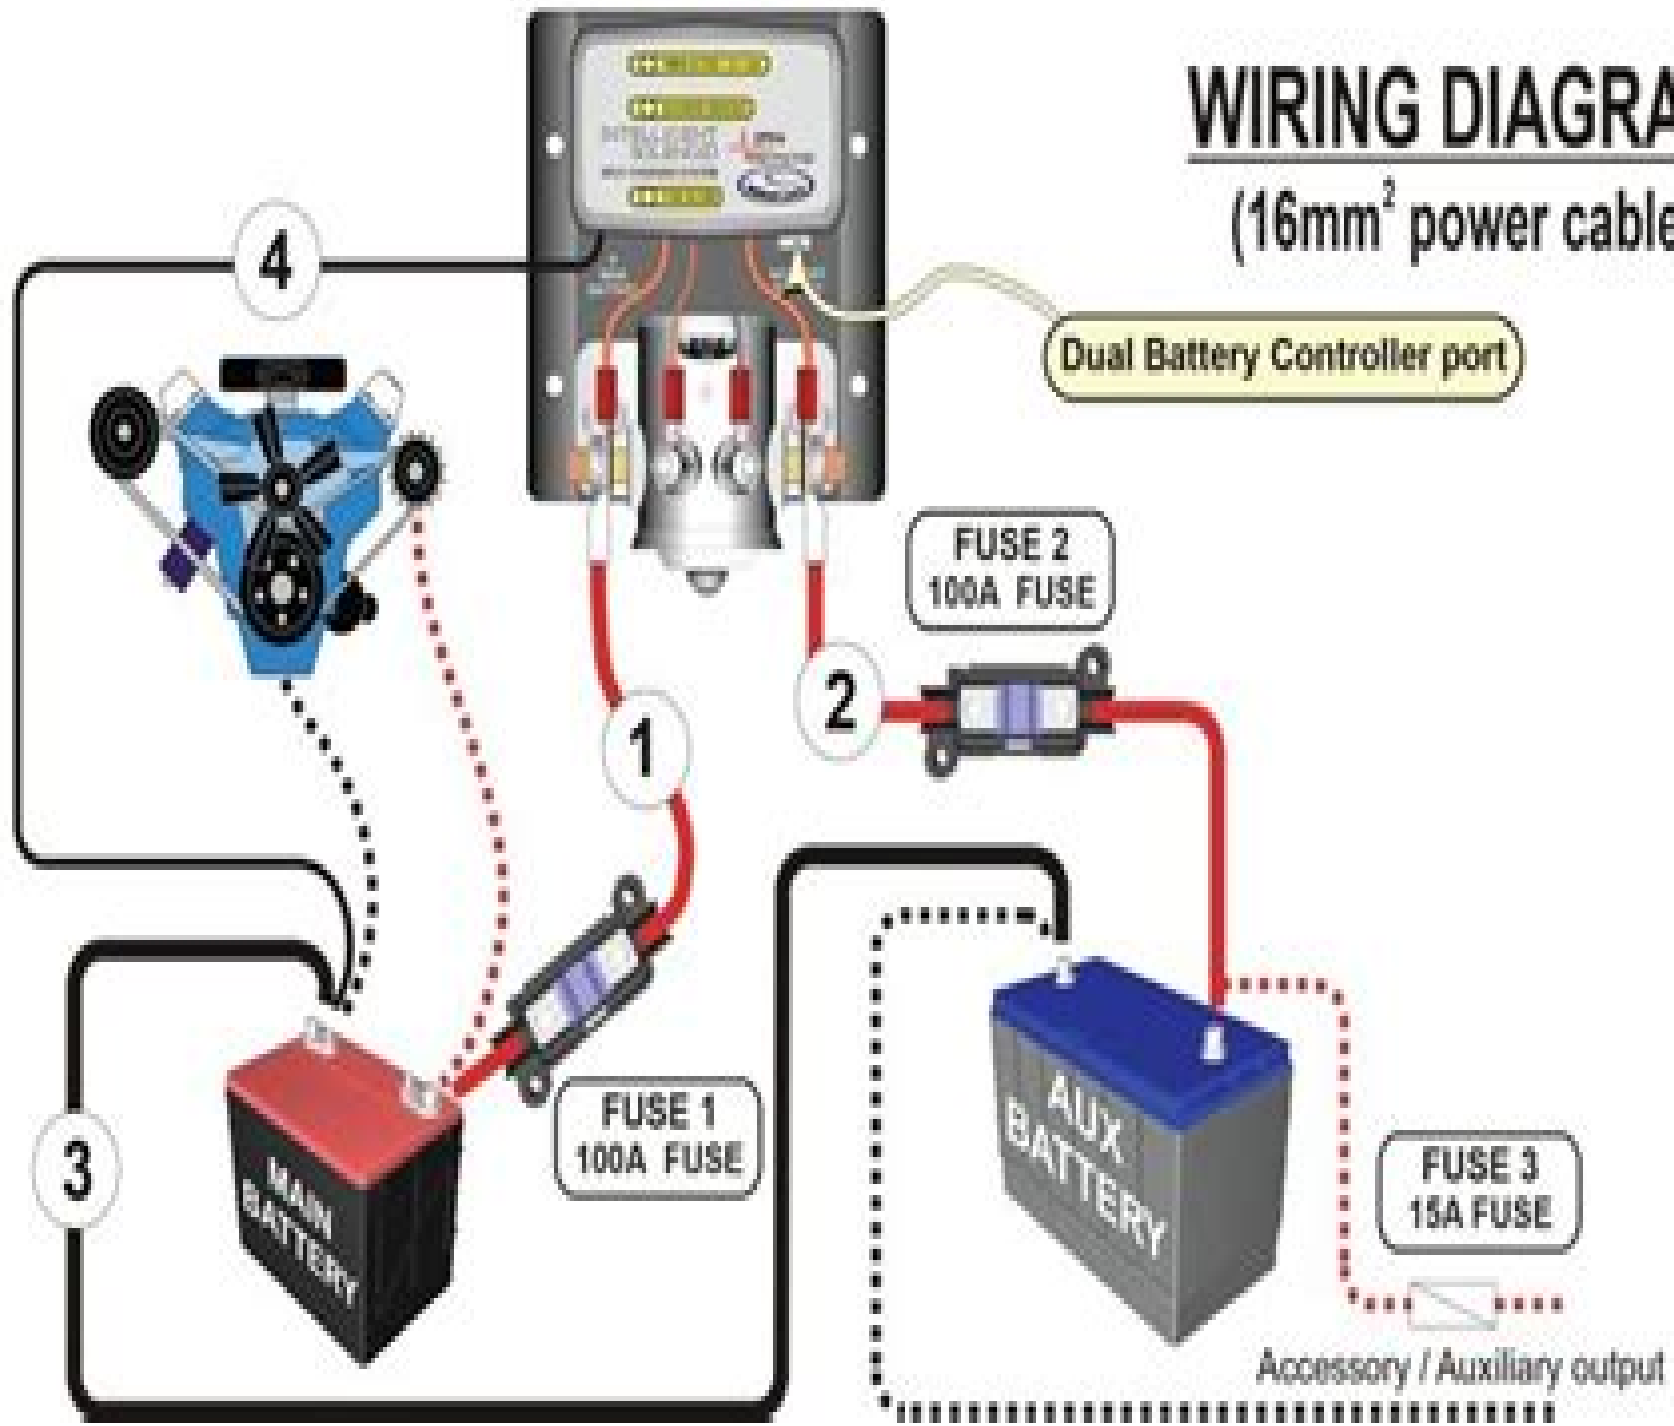 WIRING DIAGRA
(16mm² power cable
4
Dual Battery Controller port
FUSE 2
100A FUSE
2
1
FUSE 1
100A FUSE
3
MAIN
BATTERY
AUX
BATTERY
FUSE 3
15A FUSE
Accessory / Auxiliary output